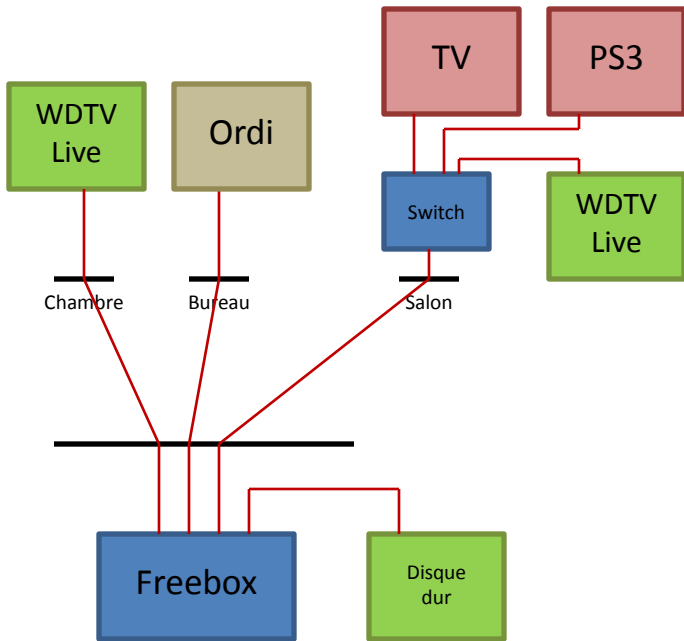 TV
PS3
WDTV
Live
Ordi
Switch
WDTV
Live
Chambre
Bureau
Salon
Freebox
Disque
dur